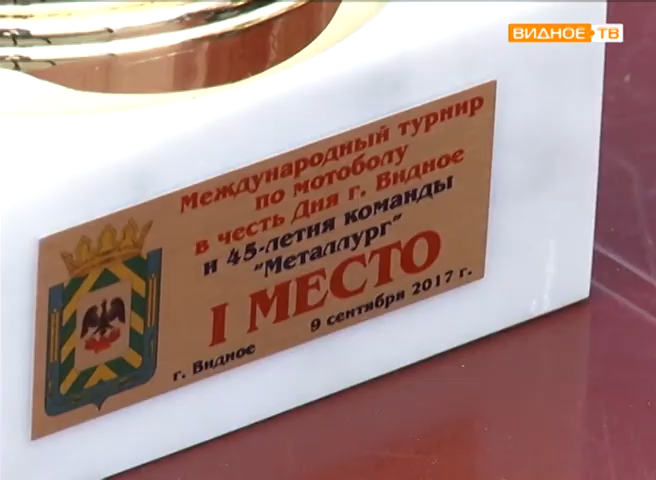 ВИДНОЕ ТВ
Международный турнир
по мотоболу
в честь Дня г. Видное
и 45-летия команды
"Металлург"
I МЕСТО
9 сентября 2017 г.
г. Видное